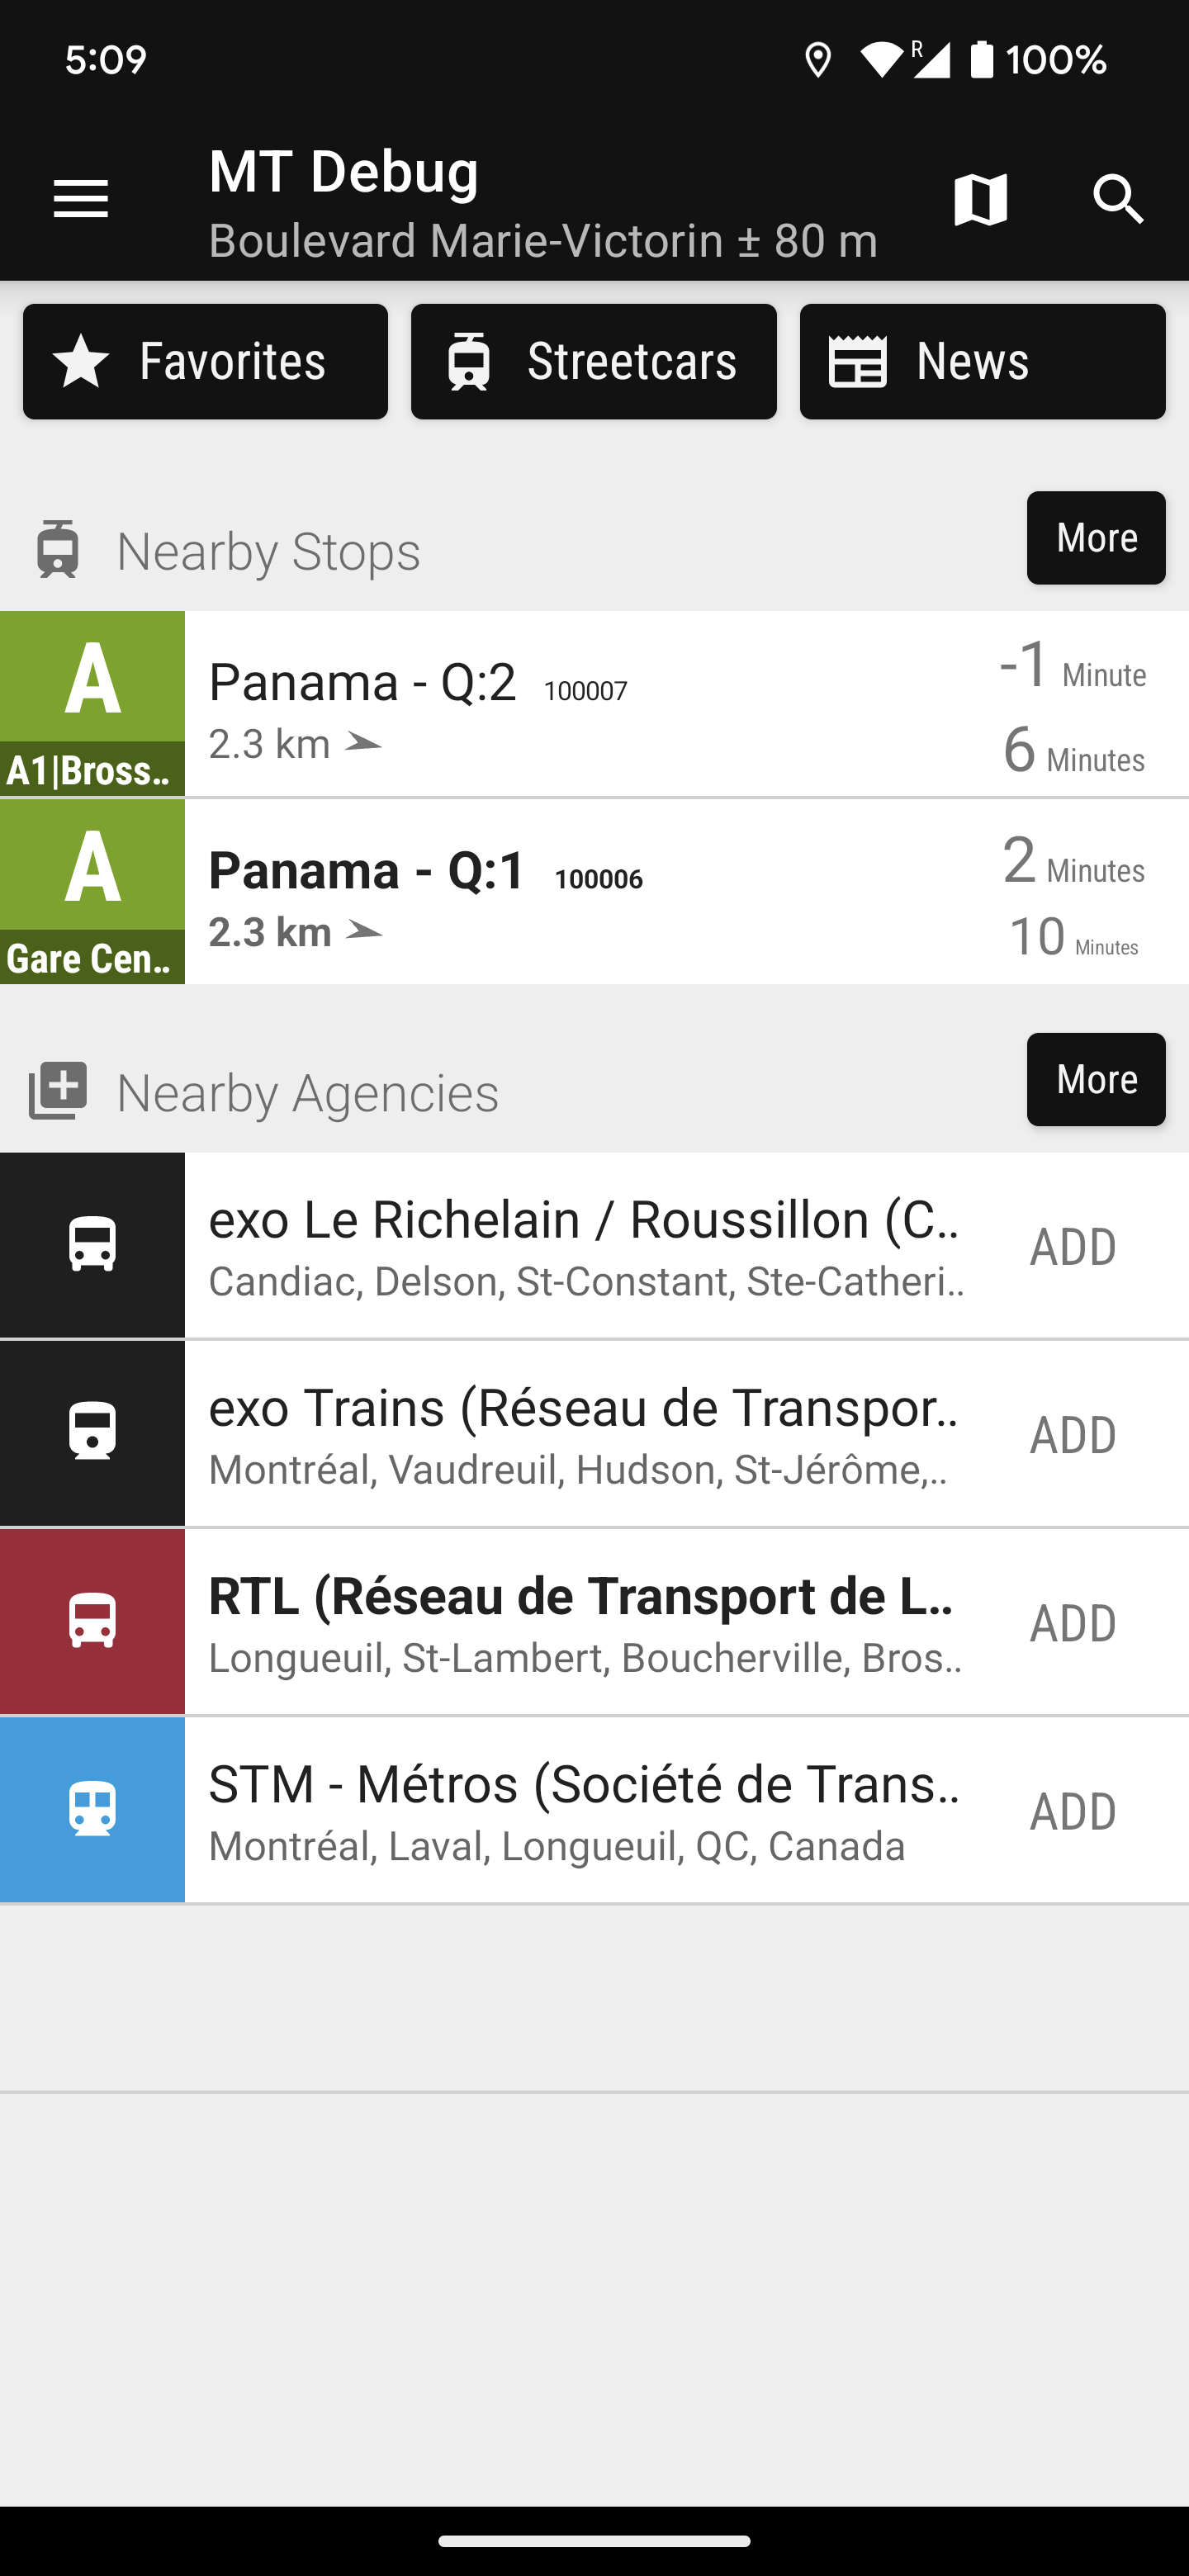 5:09
R
100%
MT Debug
Boulevard Marie-Victorin ± 80 m
Favorites
Streetcars
News
Nearby Stops
More
A
A1|Bross…
Panama - Q:2 100007
2.3 km
-1 Minute
6 Minutes
A
Gare Cen…
Panama - Q:1 100006
2.3 km
2 Minutes
10 Minutes
Nearby Agencies
More
exo Le Richelain / Roussillon (C..
Candiac, Delson, St-Constant, Ste-Catheri..
ADD
exo Trains (Réseau de Transpor..
Montréal, Vaudreuil, Hudson, St-Jérôme,..
ADD
RTL (Réseau de Transport de L..
Longueuil, St-Lambert, Boucherville, Bros..
ADD
STM - Métros (Société de Trans..
Montréal, Laval, Longueuil, QC, Canada
ADD